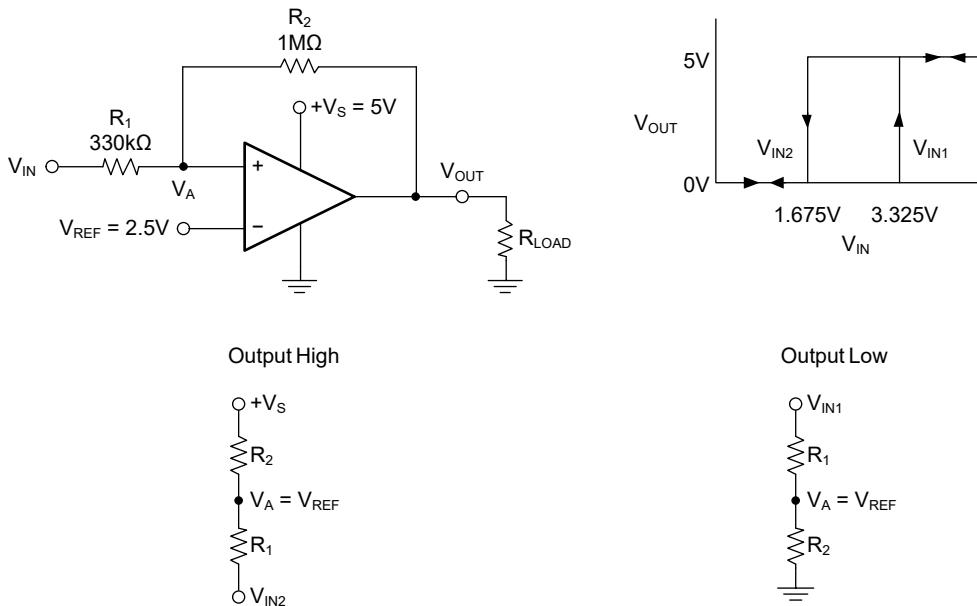 R2
1MΩ
+VS = 5V
R1
330kΩ
VIN
VA
+
VREF = 2.5V
−
VOUT
RLOAD
5V
VOUT
VIN2
VIN1
0V
1.675V
3.325V
VIN
Output High
+VS
R2
VA = VREF
R1
VIN2
Output Low
VIN1
R1
VA = VREF
R2